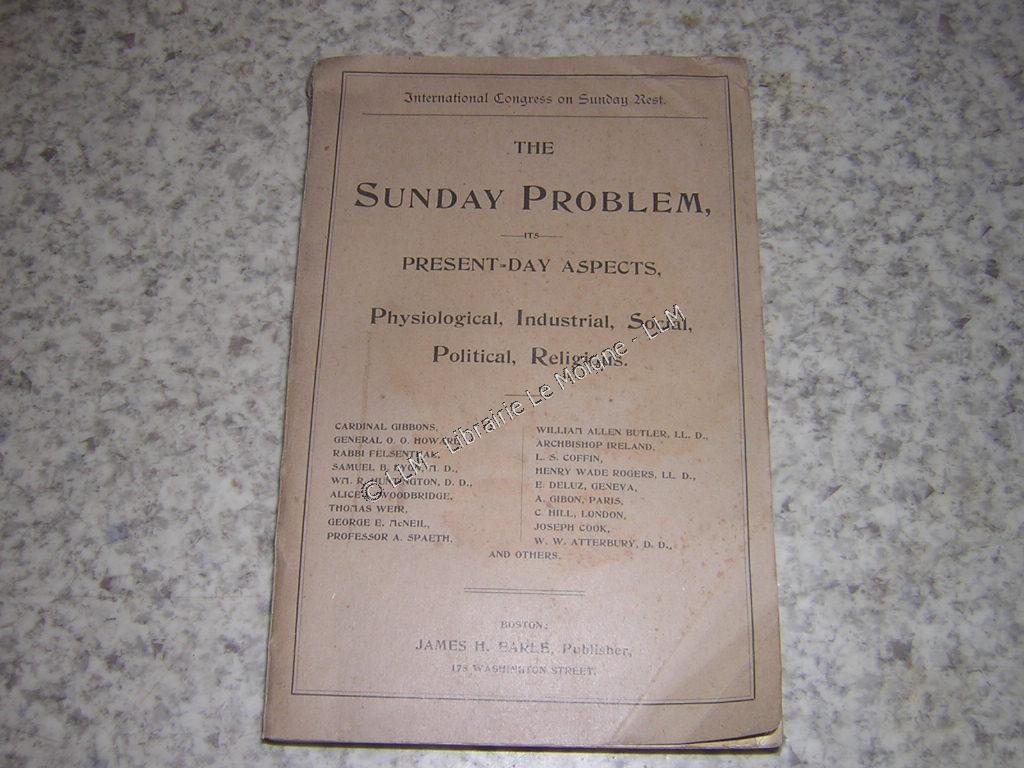 International Congress on Sunday Rest.
THE
SUNDAY PROBLEM,
ITS
PRESENT-DAY ASPECTS,
Physiological, Industrial, Social,
Political, Religious.
CARDINAL GIBBONS,
GENERAL O. O. HOWARD,
RABBI FELSENTHAL,
SAMUEL B. M. D.,
WM. R. HUNTINGTON, D. D.,
ALICE WOODBRIDGE,
THOMAS WEIR,
GEORGE E. McNEIL,
PROFESSOR A. SPAETH,
WILLIAM ALLEN BUTLER, LL. D.,
ARCHBISHOP IRELAND,
L. S. COFFIN,
HENRY WADE ROGERS, LL. D.,
E. DELUZ, GENEVA,
A. GIBON, PARIS,
C. HILL, LONDON,
JOSEPH COOK,
W. W. ATTERBURY, D. D.,
AND OTHERS.
BOSTON:
JAMES H. EARLE, Publisher,
178 WASHINGTON STREET.
© LLM - Librairie Le Moigne - LLM